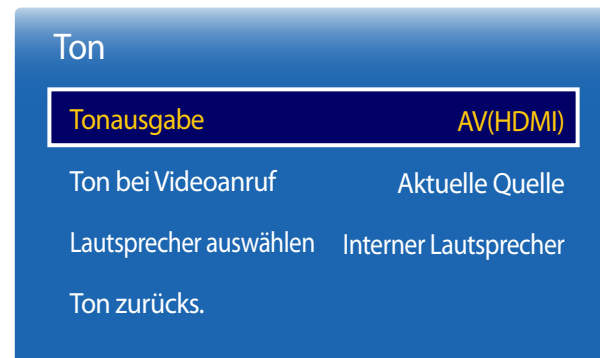 Ton
Tonausgabe AV(HDMI)
Ton bei Videoanruf Aktuelle Quelle
Lautsprecher auswählen Interner Lautsprecher
Ton zurücks.